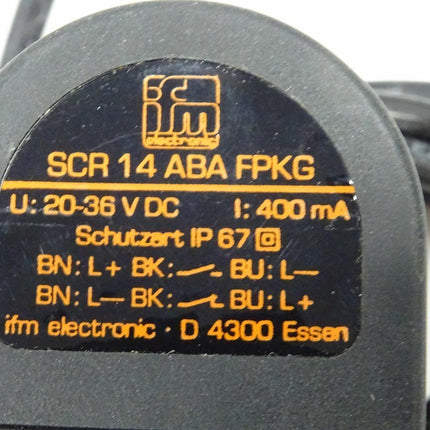 ifm
electronic
SCR 14 ABA FPKG
U: 20-36 V DC I: 400 mA
Schutzart IP 67
BN: L+ BK: BU: L–
BN: L– BK: BU: L+
ifm electronic · D 4300 Essen